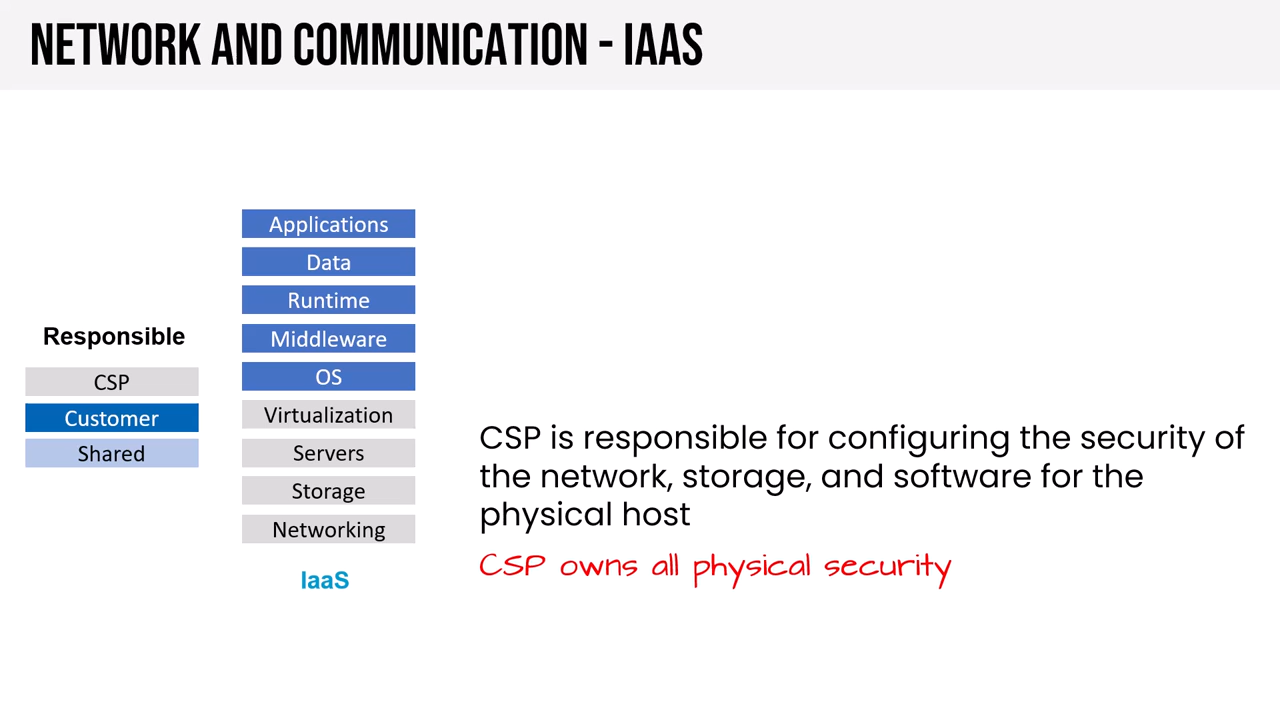 NETWORK AND COMMUNICATION - IAAS
Responsible
CSP
Customer
Shared
Applications
Data
Runtime
Middleware
OS
Virtualization
Servers
Storage
Networking
IaaS
CSP is responsible for configuring the security of
the network, storage, and software for the
physical host
CSP owns all physical security